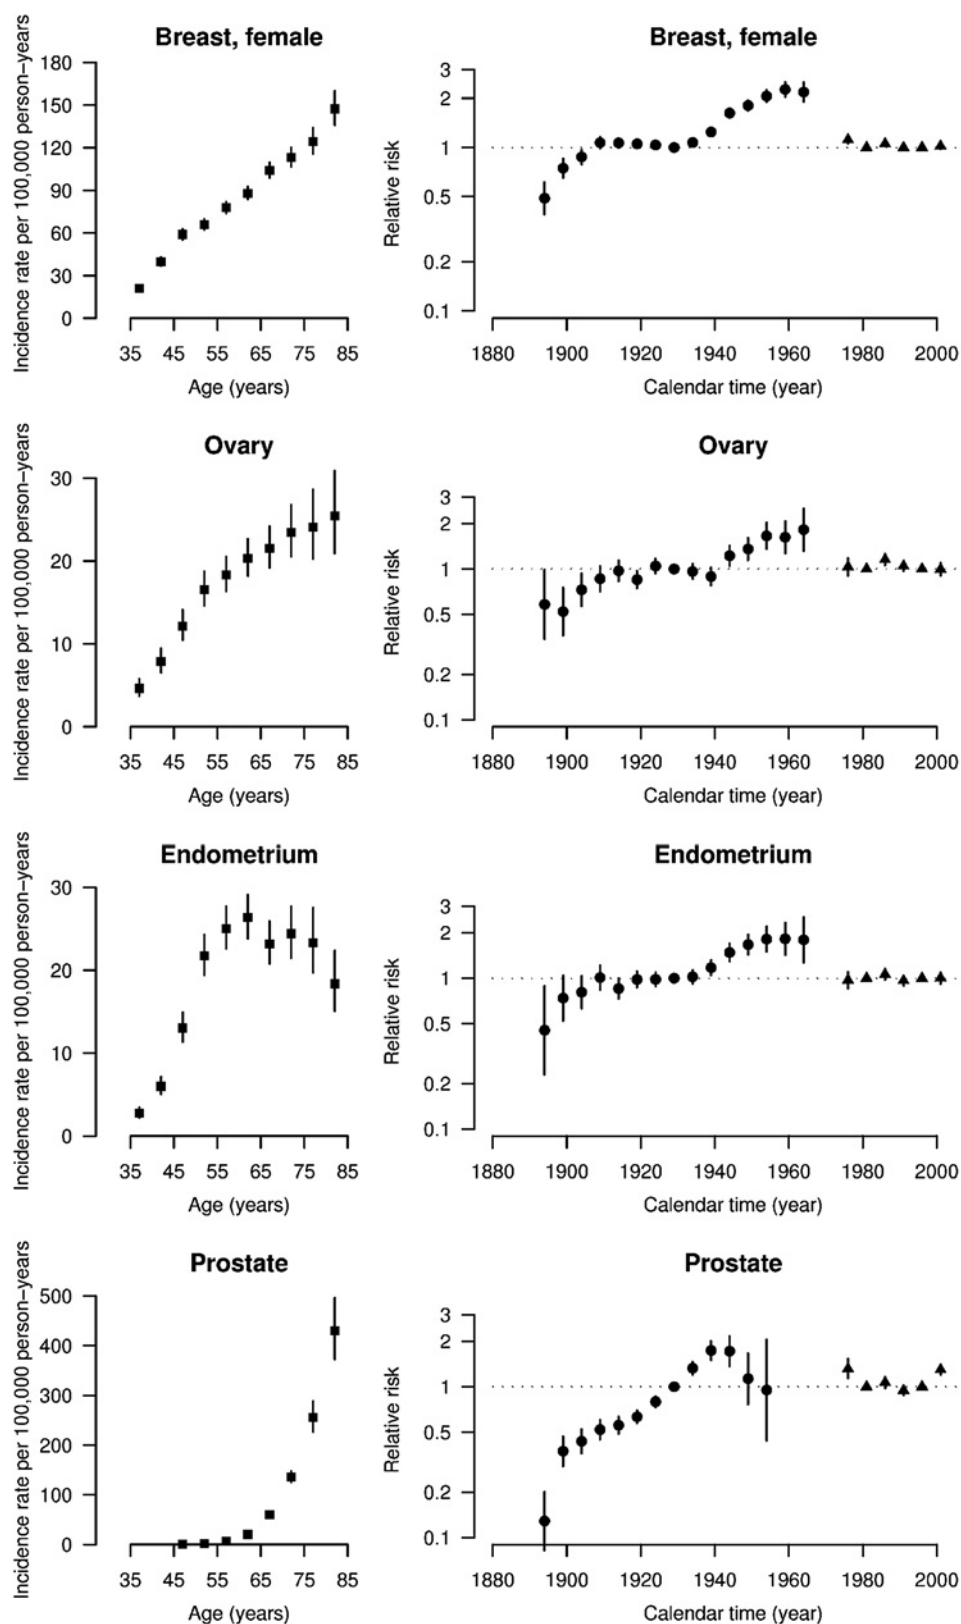 Breast, female
Incidence rate per 100,000 person−years
180
150
120
90
60
30
0
35 45 55 65 75 85
Age (years)
Breast, female
Relative risk
3
2
1
0.5
0.2
0.1
1880 1900 1920 1940 1960 1980 2000
Calendar time (year)
Ovary
Incidence rate per 100,000 person−years
30
20
10
0
35 45 55 65 75 85
Age (years)
Ovary
Relative risk
3
2
1
0.5
0.2
0.1
1880 1900 1920 1940 1960 1980 2000
Calendar time (year)
Endometrium
Incidence rate per 100,000 person−years
30
20
10
0
35 45 55 65 75 85
Age (years)
Endometrium
Relative risk
3
2
1
0.5
0.2
0.1
1880 1900 1920 1940 1960 1980 2000
Calendar time (year)
Prostate
Incidence rate per 100,000 person−years
500
400
300
200
100
0
35 45 55 65 75 85
Age (years)
Prostate
Relative risk
3
2
1
0.5
0.2
0.1
1880 1900 1920 1940 1960 1980 2000
Calendar time (year)